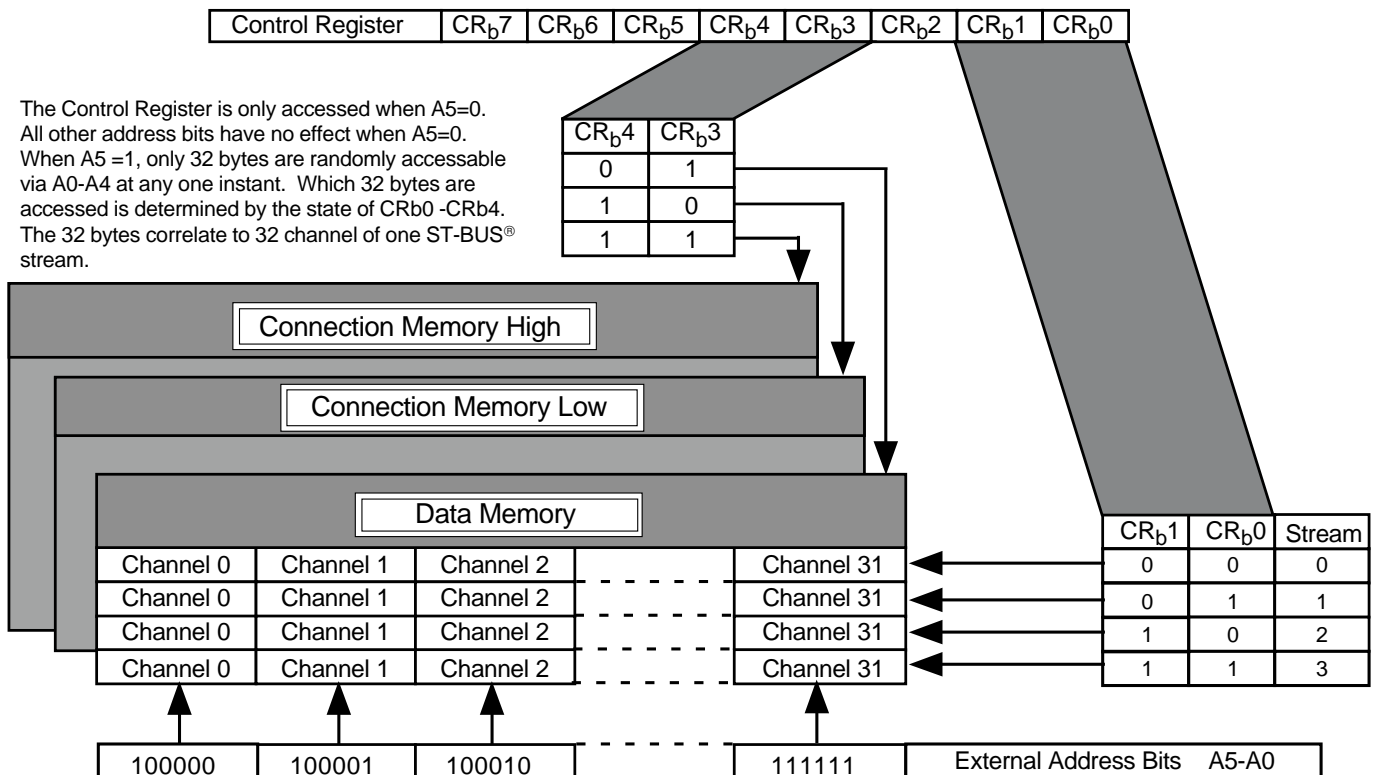 Control Register CRb7 CRb6 CRb5 CRb4 CRb3 CRb2 CRb1 CRb0
The Control Register is only accessed when A5=0.
All other address bits have no effect when A5=0.
When A5 =1, only 32 bytes are randomly accessable
via A0-A4 at any one instant. Which 32 bytes are
accessed is determined by the state of CRb0 -CRb4.
The 32 bytes correlate to 32 channel of one ST-BUS®
stream.
CRb4 CRb3
0 1
1 0
1 1
Connection Memory High
Connection Memory Low
Data Memory
Channel 0 Channel 1 Channel 2 Channel 31
Channel 0 Channel 1 Channel 2 Channel 31
Channel 0 Channel 1 Channel 2 Channel 31
Channel 0 Channel 1 Channel 2 Channel 31
CRb1 CRb0 Stream
0 0 0
0 1 1
1 0 2
1 1 3
100000 100001 100010 111111 External Address Bits A5-A0